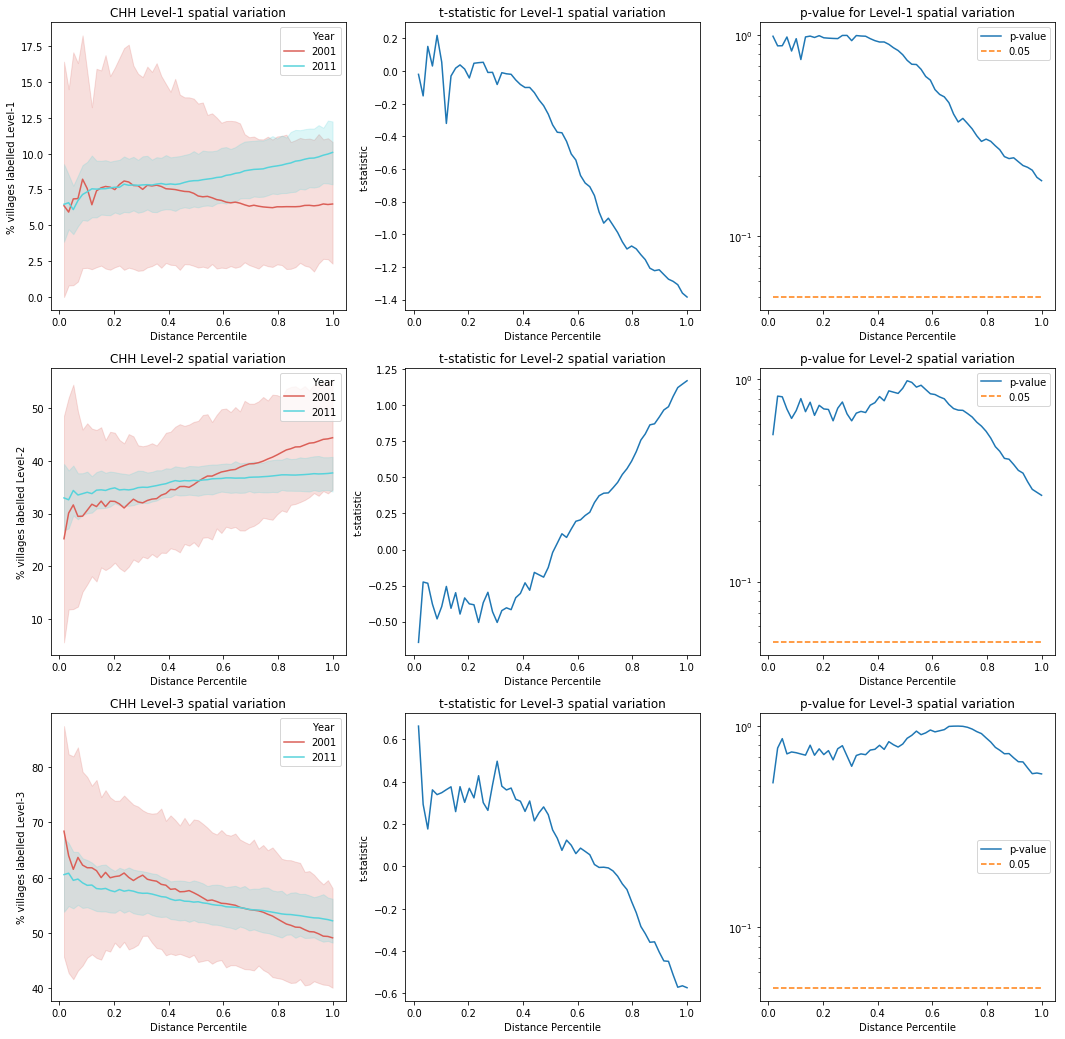 CHH Level-1 spatial variation
% villages labelled Level-1
17.5
15.0
12.5
10.0
7.5
5.0
2.5
0.0
Year
2001
2011
0.0 0.2 0.4 0.6 0.8 1.0
Distance Percentile
t-statistic for Level-1 spatial variation
t-statistic
0.2
0.0
−0.2
−0.4
−0.6
−0.8
−1.0
−1.2
−1.4
0.0 0.2 0.4 0.6 0.8 1.0
Distance Percentile
p-value for Level-1 spatial variation
10⁰
10⁻¹
p-value
0.05
0.0 0.2 0.4 0.6 0.8 1.0
Distance Percentile
CHH Level-2 spatial variation
% villages labelled Level-2
50
40
30
20
10
Year
2001
2011
0.0 0.2 0.4 0.6 0.8 1.0
Distance Percentile
t-statistic for Level-2 spatial variation
t-statistic
1.25
1.00
0.75
0.50
0.25
0.00
−0.25
−0.50
0.0 0.2 0.4 0.6 0.8 1.0
Distance Percentile
p-value for Level-2 spatial variation
10⁰
10⁻¹
p-value
0.05
0.0 0.2 0.4 0.6 0.8 1.0
Distance Percentile
CHH Level-3 spatial variation
% villages labelled Level-3
80
70
60
50
40
Year
2001
2011
0.0 0.2 0.4 0.6 0.8 1.0
Distance Percentile
t-statistic for Level-3 spatial variation
t-statistic
0.6
0.4
0.2
0.0
−0.2
−0.4
−0.6
0.0 0.2 0.4 0.6 0.8 1.0
Distance Percentile
p-value for Level-3 spatial variation
10⁰
10⁻¹
p-value
0.05
0.0 0.2 0.4 0.6 0.8 1.0
Distance Percentile